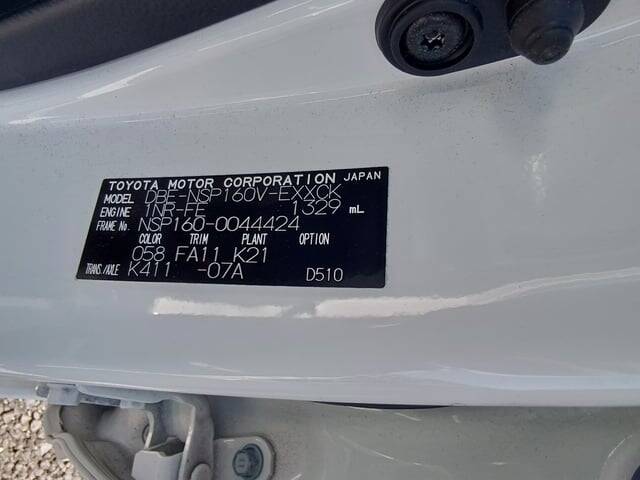 TOYOTA MOTOR CORPORATION JAPAN
MODEL DBE-NSP160V-EXXCK
ENGINE 1NR-FE 1329 mL
FRAME No. NSP160-0044424
COLOR TRIM PLANT OPTION
058 FA11 K21
TRANS./AXLE K411 -07A D510